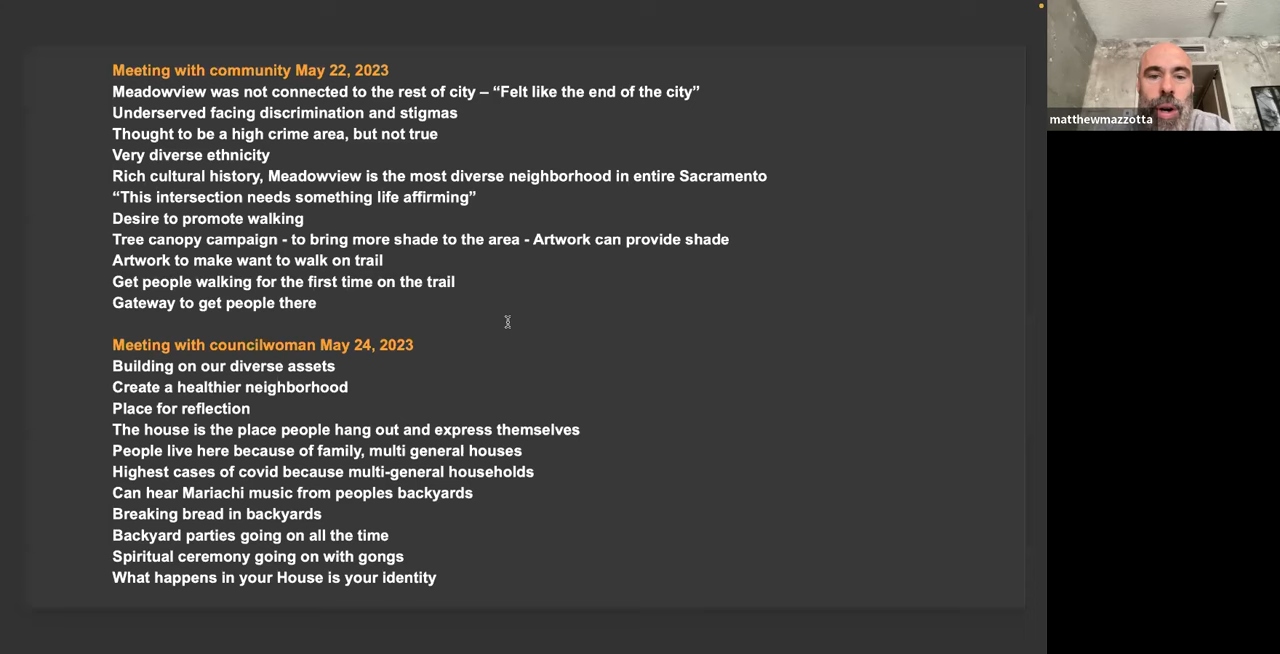 Meeting with community May 22, 2023
Meadowview was not connected to the rest of city – “Felt like the end of the city”
Underserved facing discrimination and stigmas
Thought to be a high crime area, but not true
Very diverse ethnicity
Rich cultural history, Meadowview is the most diverse neighborhood in entire Sacramento
“This intersection needs something life affirming”
Desire to promote walking
Tree canopy campaign - to bring more shade to the area - Artwork can provide shade
Artwork to make want to walk on trail
Get people walking for the first time on the trail
Gateway to get people there
Meeting with councilwoman May 24, 2023
Building on our diverse assets
Create a healthier neighborhood
Place for reflection
The house is the place people hang out and express themselves
People live here because of family, multi general houses
Highest cases of covid because multi-general households
Can hear Mariachi music from peoples backyards
Breaking bread in backyards
Backyard parties going on all the time
Spiritual ceremony going on with gongs
What happens in your House is your identity
matthewmazzotta